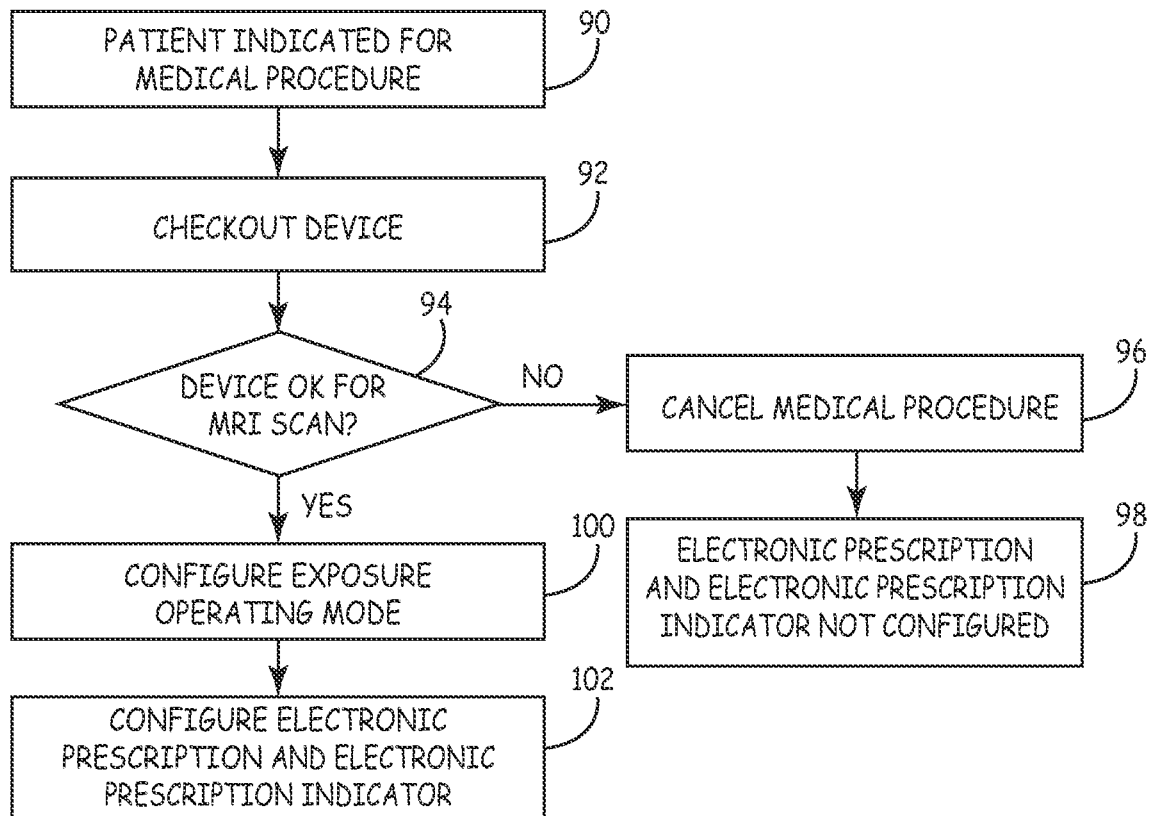 PATIENT INDICATED FOR
MEDICAL PROCEDURE
90
CHECKOUT DEVICE
92
94
DEVICE OK FOR
MRI SCAN?
NO
CANCEL MEDICAL PROCEDURE
96
YES
ELECTRONIC PRESCRIPTION
AND ELECTRONIC PRESCRIPTION
INDICATOR NOT CONFIGURED
98
CONFIGURE EXPOSURE
OPERATING MODE
100
CONFIGURE ELECTRONIC
PRESCRIPTION AND ELECTRONIC
PRESCRIPTION INDICATOR
102